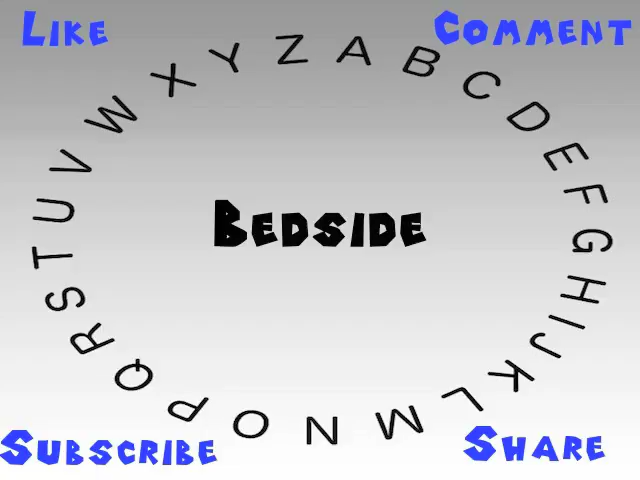 Like
Comment
A B C D E F G H I J K L M N O P Q R S T U V W X Y Z
Bedside
Subscribe
Share